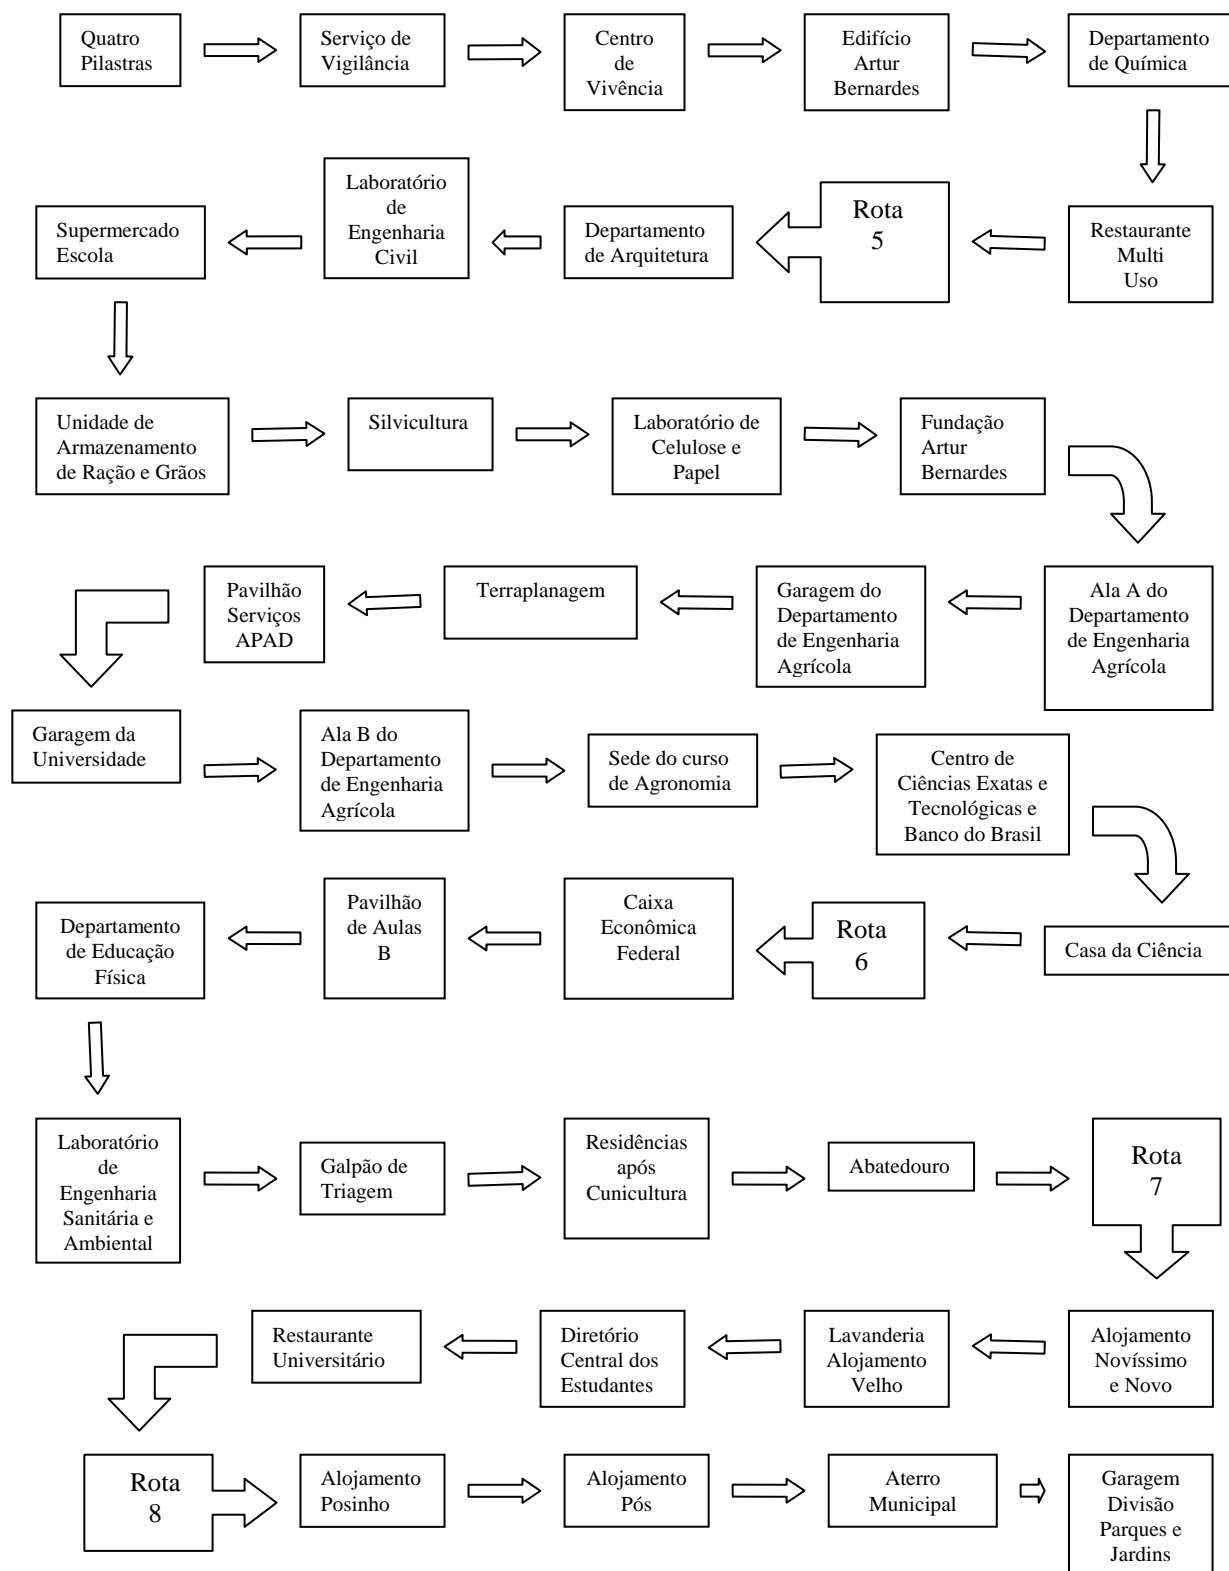 Quatro
Pilastras
Serviço de
Vigilância
Centro
de
Vivência
Edifício
Artur
Bernardes
Departamento
de Química
Restaurante
Multi
Uso
Rota
5
Departamento
de Arquitetura
Laboratório
de
Engenharia
Civil
Supermercado
Escola
Unidade de
Armazenamento
de Ração e Grãos
Silvicultura
Laboratório de
Celulose e
Papel
Fundação
Artur
Bernardes
Ala A do
Departamento
de Engenharia
Agrícola
Garagem do
Departamento
de Engenharia
Agrícola
Terraplanagem
Pavilhão
Serviços
APAD
Garagem da
Universidade
Ala B do
Departamento
de Engenharia
Agrícola
Sede do curso
de Agronomia
Centro de
Ciências Exatas e
Tecnológicas e
Banco do Brasil
Casa da Ciência
Rota
6
Caixa
Econômica
Federal
Pavilhão
de Aulas
B
Departamento
de Educação
Física
Laboratório
de
Engenharia
Sanitária e
Ambiental
Galpão de
Triagem
Residências
após
Cunicultura
Abatedouro
Rota
7
Alojamento
Novíssimo
e Novo
Lavanderia
Alojamento
Velho
Diretório
Central dos
Estudantes
Restaurante
Universitário
Rota
8
Alojamento
Posinho
Alojamento
Pós
Aterro
Municipal
Garagem
Divisão
Parques e
Jardins